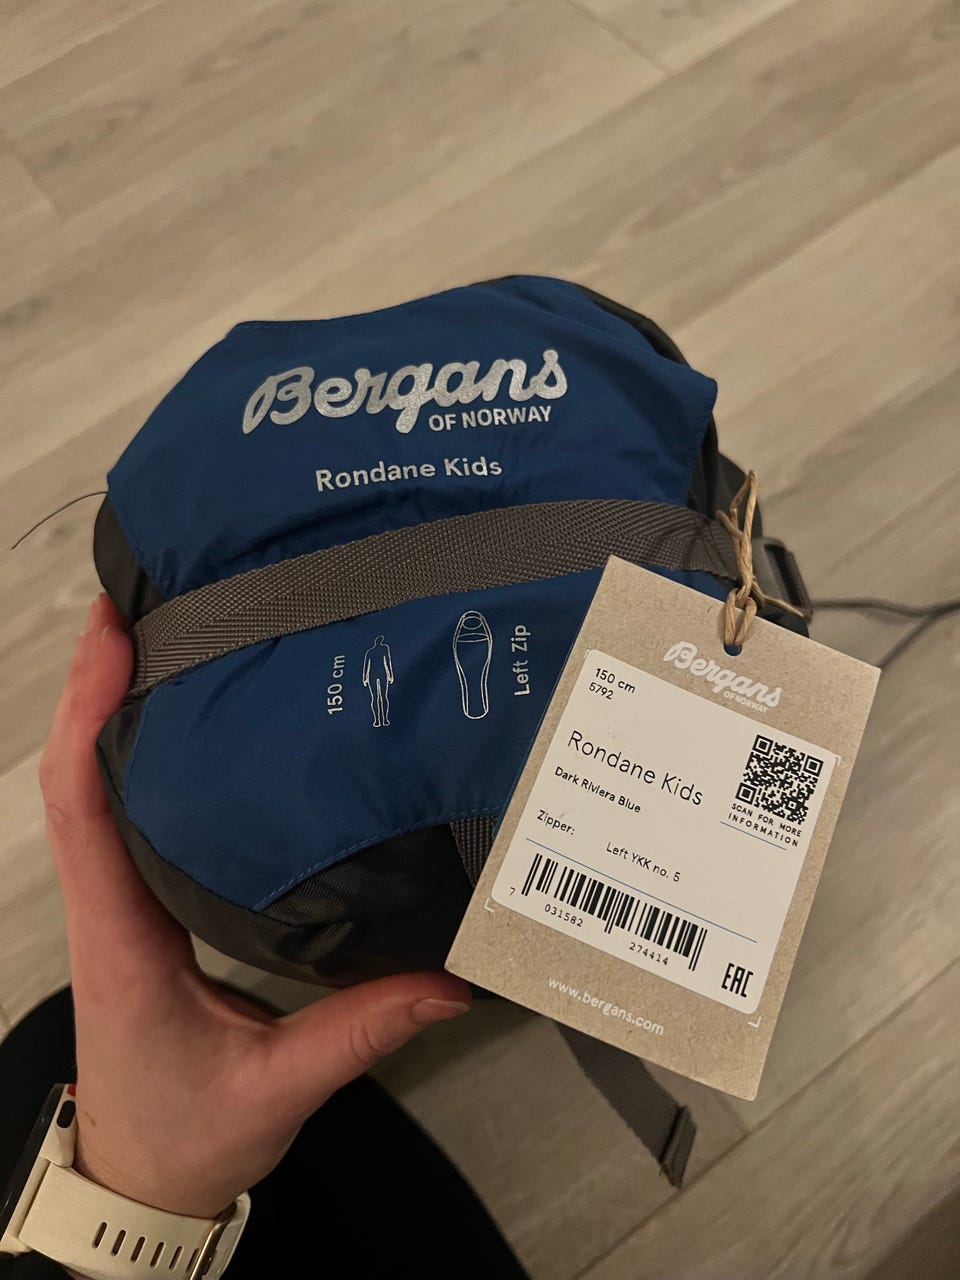 Bergans
OF NORWAY
Rondane Kids
150 cm
Left Zip
Bergans
OF NORWAY
150 cm
5792
Rondane Kids
Dark Riviera Blue
SCAN FOR MORE
INFORMATION
Zipper:
Left YKK no. 5
7 031582 274414
EAC
www.bergans.com